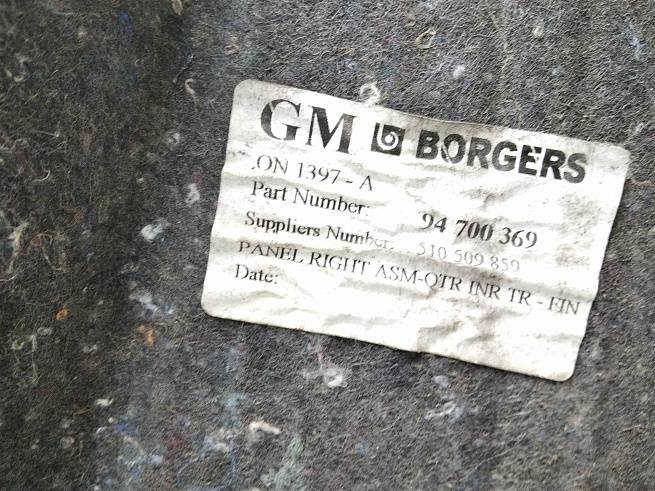 GM BORGERS
.ON 1397 - A
Part Number: 94 700 369
Suppliers Number: 510 509 859
PANEL RIGHT ASM-QTR INR TR - FIN
Date: